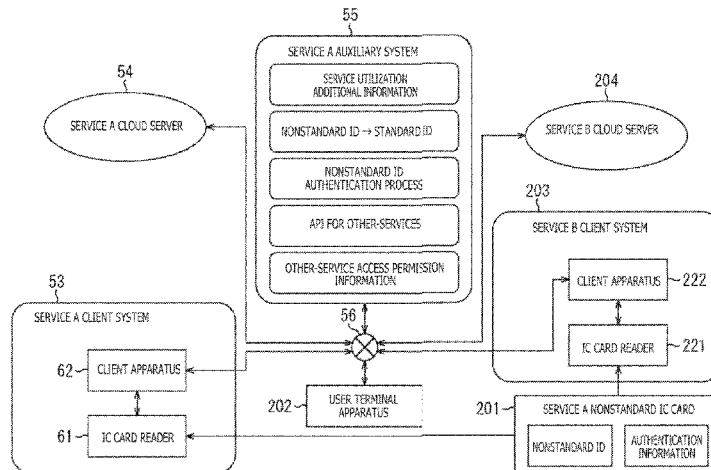 55
SERVICE A AUXILIARY SYSTEM
SERVICE UTILIZATION
ADDITIONAL INFORMATION
NONSTANDARD ID → STANDARD ID
NONSTANDARD ID
AUTHENTICATION PROCESS
API FOR OTHER-SERVICES
OTHER-SERVICE ACCESS PERMISSION
INFORMATION
54
SERVICE A CLOUD SERVER
204
SERVICE B CLOUD SERVER
203
SERVICE B CLIENT SYSTEM
CLIENT APPARATUS
222
IC CARD READER
221
53
SERVICE A CLIENT SYSTEM
62
CLIENT APPARATUS
61
IC CARD READER
56
202
USER TERMINAL
APPARATUS
201
SERVICE A NONSTANDARD IC CARD
NONSTANDARD ID
AUTHENTICATION
INFORMATION